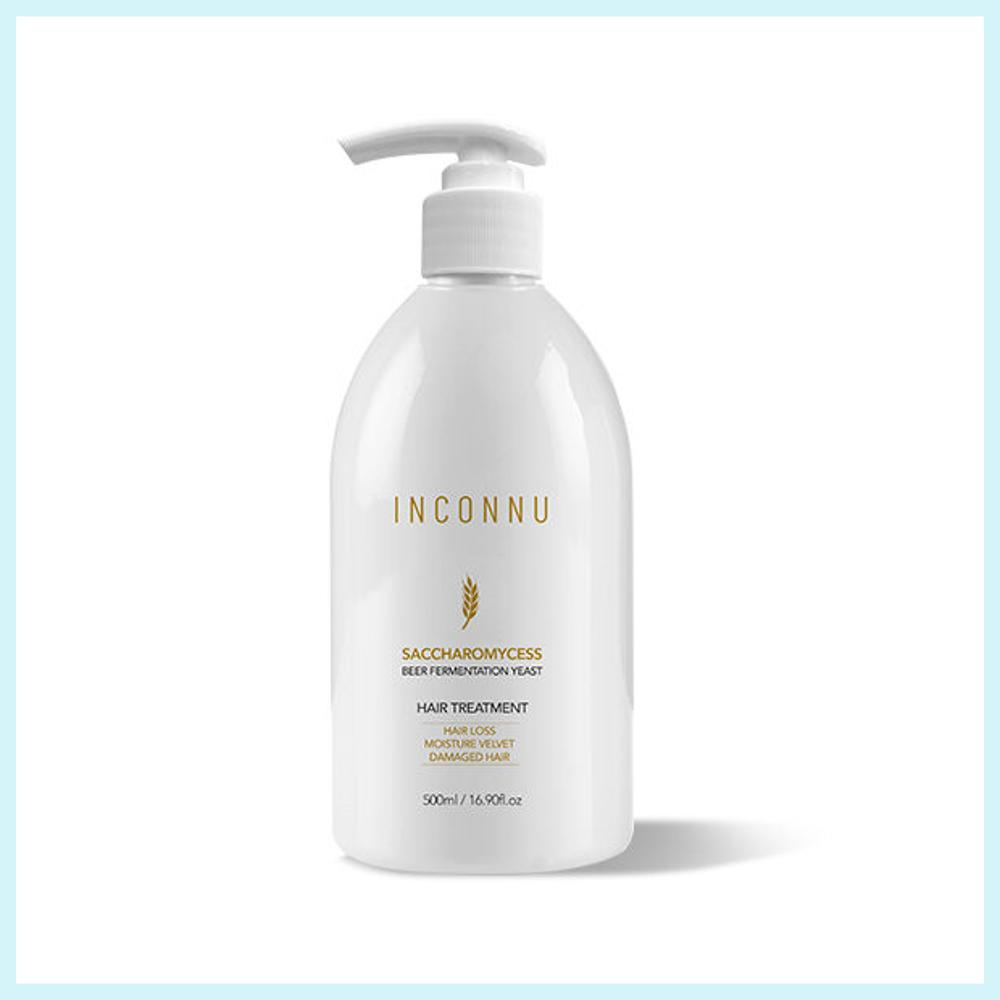 INCONNU
SACCHAROMYCESS
BEER FERMENTATION YEAST
HAIR TREATMENT
HAIR LOSS
MOISTURE VELVET
DAMAGED HAIR
500ml / 16.90fl.oz